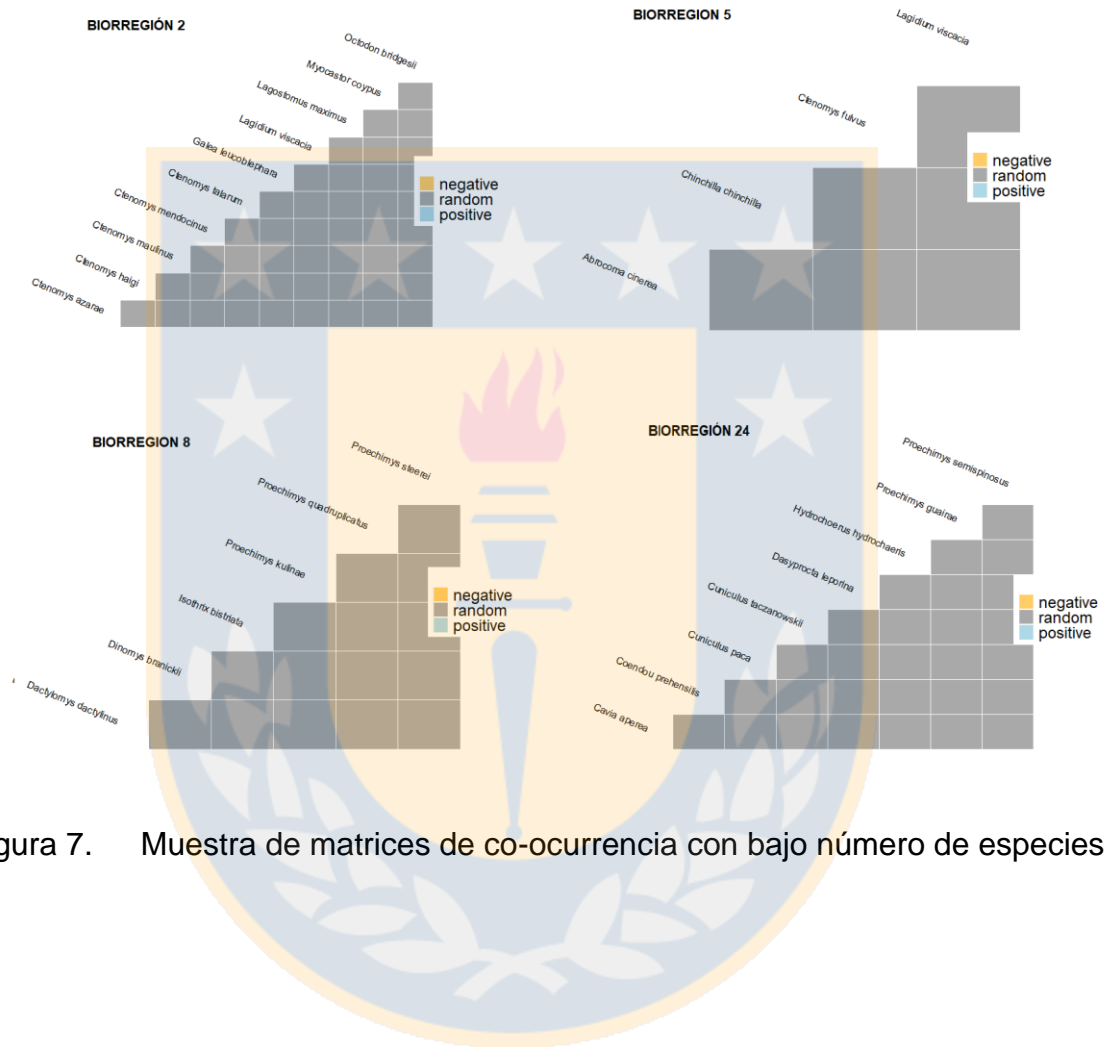 BIORREGIÓN 2
Octodon bridgesii
Myocastor coypus
Lagostomus maximus
Lagidium viscacia
Galea leucoblephara
Ctenomys talarum
Ctenomys mendocinus
Ctenomys maulinus
Ctenomys haigi
Ctenomys azarae
negative
random
positive
BIORREGION 5
Lagidium viscacia
Ctenomys fulvus
Chinchilla chinchilla
Abrocoma cinerea
negative
random
positive
BIORREGION 8
Proechimys steerei
Proechimys quadruplicatus
Proechimys kulinae
Isothrix bistriata
Dinomys branickii
Dactylomys dactylinus
negative
random
positive
BIORREGIÓN 24
Proechimys semispinosus
Proechimys guairae
Hydrochoerus hydrochaeris
Dasyprocta leporina
Cuniculus taczanowskii
Cuniculus paca
Coendou prehensilis
Cavia aperea
negative
random
positive
gura 7. Muestra de matrices de co-ocurrencia con bajo número de especies